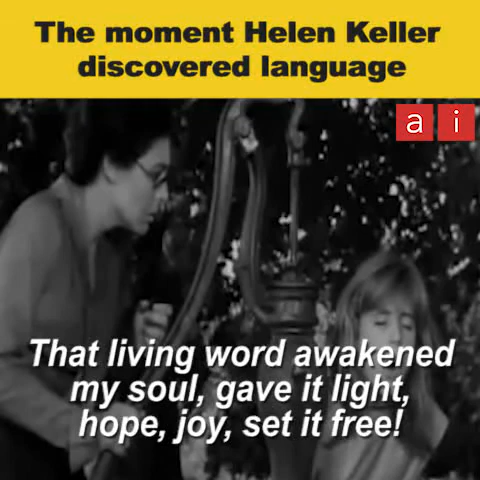 The moment Helen Keller
discovered language
a i
That living word awakened
my soul, gave it light,
hope, joy, set it free!